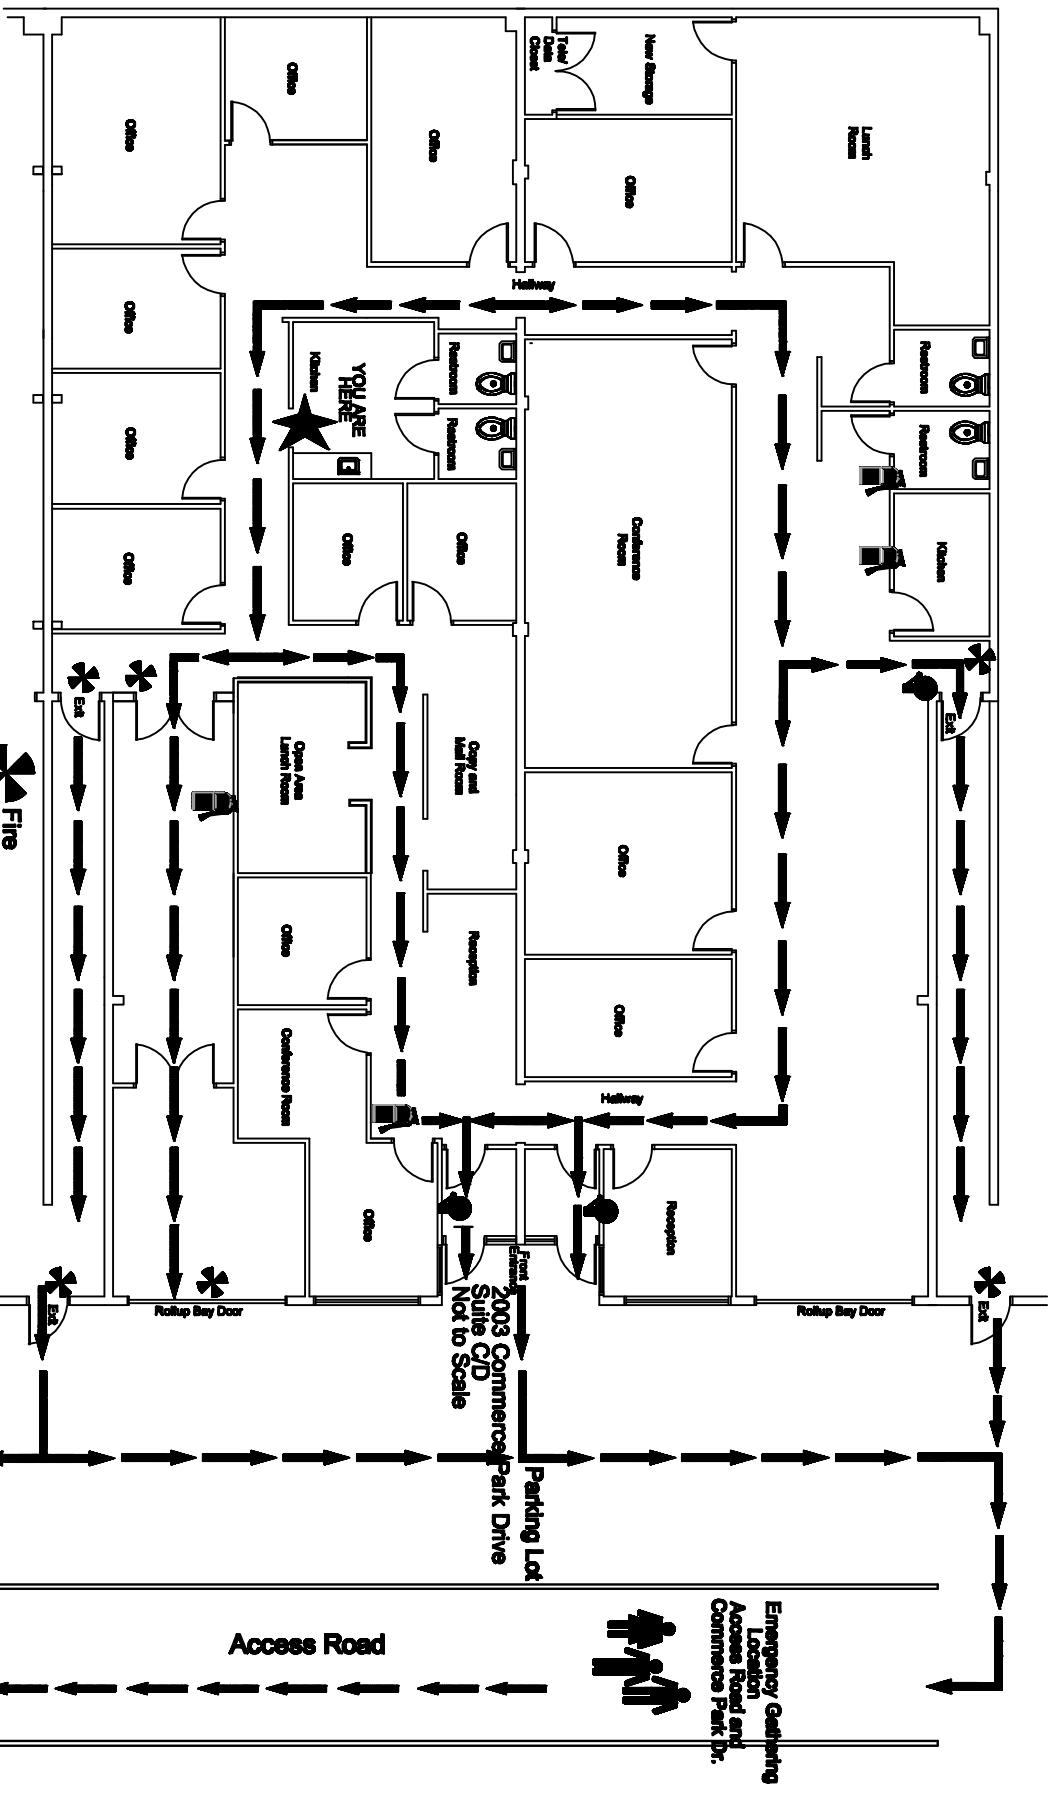 Tele/
Data
Closet
New Storage
Office
Office
Office
Lunch
Room
Office
Hallway
Office
Kitchen
YOU ARE
HERE
Restroom
Restroom
Restroom
Restroom
Office
Office
Office
Office
Conference
Room
Kitchen
Exit
Exit
Open Area
Lunch Room
Copy and
Mail Room
Fire
Office
Office
Reception
Office
Conference Room
Hallway
Office
Reception
Front
Entrance
Exit
Rollup Bay Door
Rollup Bay Door
Exit
2003 Commerce Park Drive
Suite C/D
Not to Scale
Parking Lot
Access Road
Emergency Gathering
Location
Access Road and
Commerce Park Dr.